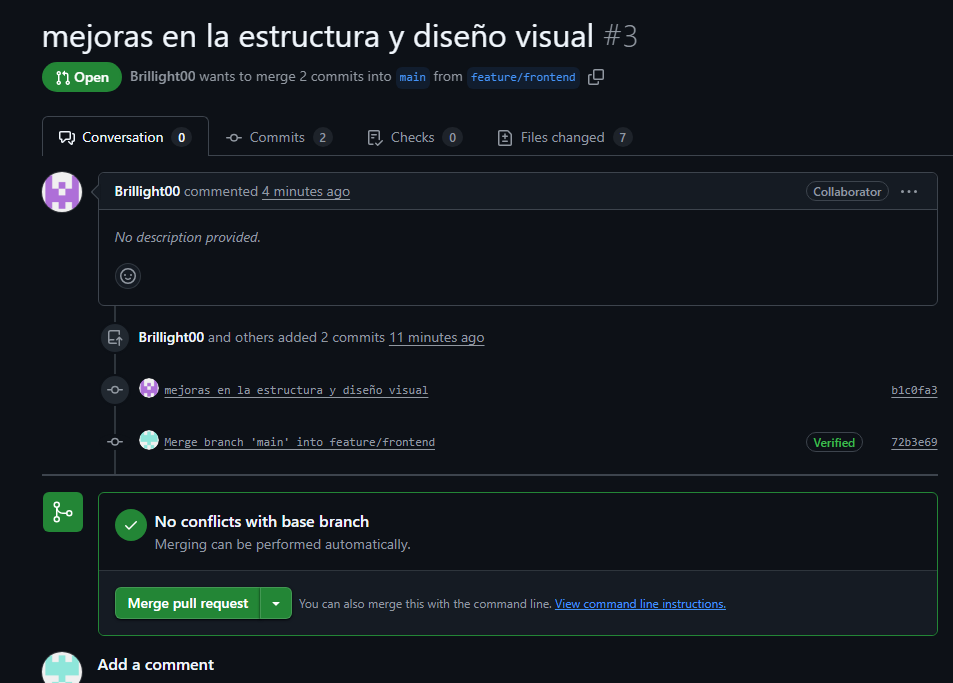 mejoras en la estructura y diseño visual #3
Open Brillight00 wants to merge 2 commits into main from feature/frontend
Conversation 0 Commits 2 Checks 0 Files changed 7
Brillight00 commented 4 minutes ago Collaborator
No description provided.
Brillight00 and others added 2 commits 11 minutes ago
mejoras en la estructura y diseño visual b1c0fa3
Merge branch 'main' into feature/frontend Verified 72b3e69
No conflicts with base branch
Merging can be performed automatically.
Merge pull request You can also merge this with the command line. View command line instructions.
Add a comment